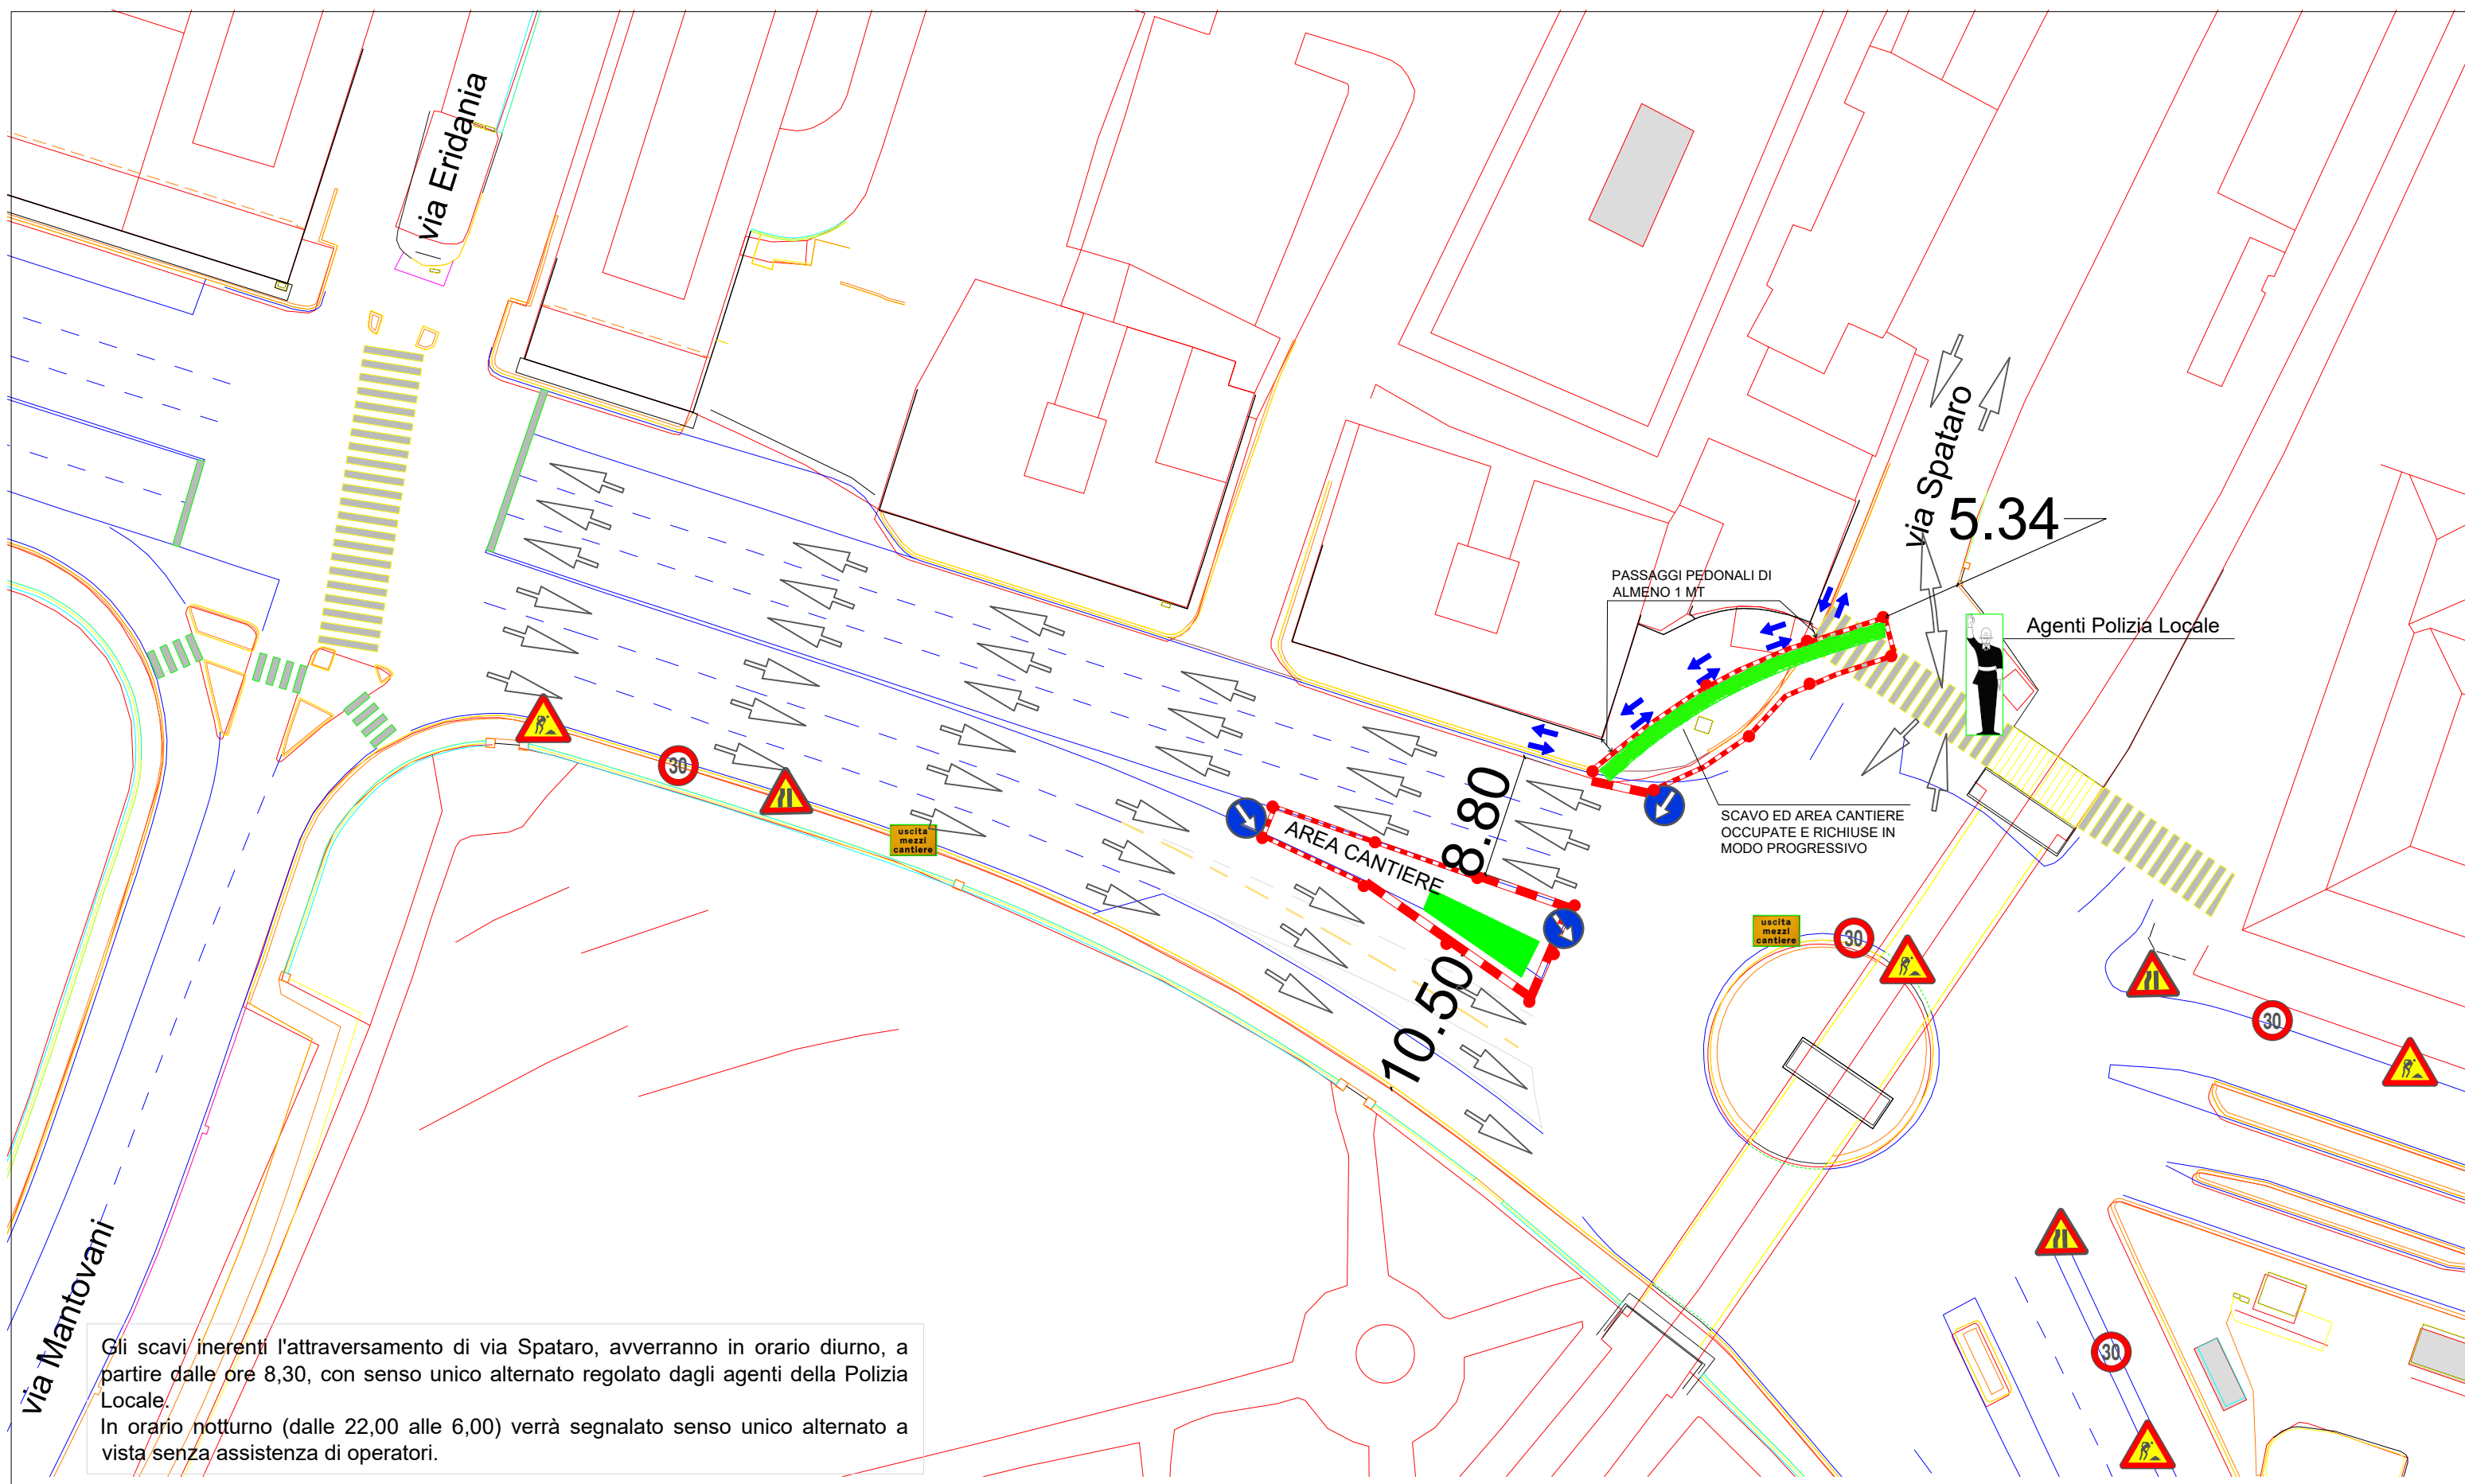 via Eridania
via Spataro
5.34
PASSAGGI PEDONALI DI
ALMENO 1 MT
Agenti Polizia Locale
30
uscita
mezzi
cantiere
AREA CANTIERE
8.80
10.50
SCAVO ED AREA CANTIERE
OCCUPATE E RICHIUSE IN
MODO PROGRESSIVO
uscita
mezzi
cantiere
30
30
30
via Mantovani
Gli scavi inerenti l'attraversamento di via Spataro, avverranno in orario diurno, a
partire dalle ore 8,30, con senso unico alternato regolato dagli agenti della Polizia
Locale.
In orario notturno (dalle 22,00 alle 6,00) verrà segnalato senso unico alternato a
vista senza assistenza di operatori.